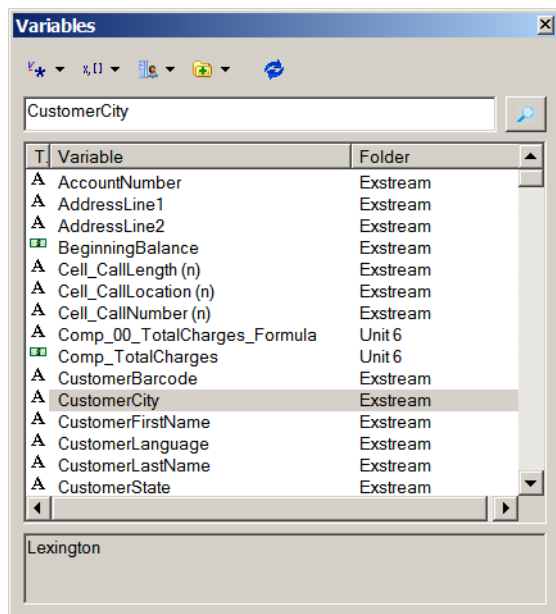 Variables
CustomerCity
T. Variable Folder
A AccountNumber Exstream
A AddressLine1 Exstream
A AddressLine2 Exstream
BeginningBalance Exstream
A Cell_CallLength (n) Exstream
A Cell_CallLocation (n) Exstream
A Cell_CallNumber (n) Exstream
A Comp_00_TotalCharges_Formula Unit 6
Comp_TotalCharges Unit 6
A CustomerBarcode Exstream
A CustomerCity Exstream
A CustomerFirstName Exstream
A CustomerLanguage Exstream
A CustomerLastName Exstream
A CustomerState Exstream
Lexington